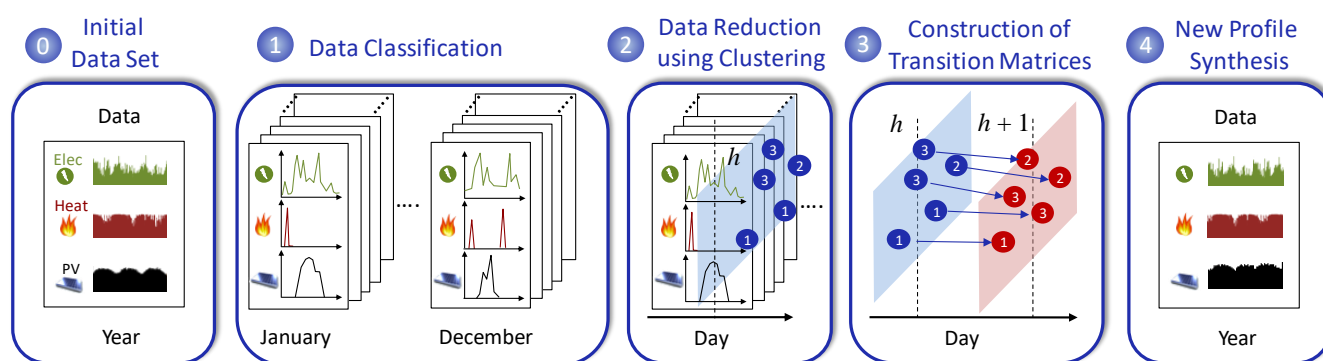 0
Initial
Data Set
Data
Elec
Heat
PV
Year
1
Data Classification
....
January
December
2
Data Reduction
using Clustering
h
3
2
3
1
1
....
Day
3
Construction of
Transition Matrices
h
h + 1
3
2
2
2
3
3
1
3
1
1
Day
4
New Profile
Synthesis
Data
Year